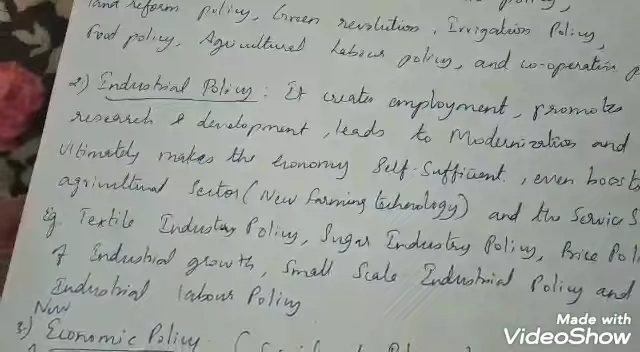 land reform policy, Green revolution, Irrigation Policy,
Food policy, Agricultural Labour policy, and co-operative
2.) Industrial Policy: It creates employment, promotes
research & development, leads to Modernization and
Ultimately makes the economy Self-Sufficient, even boosts
agricultural Sector (New farming technology) and the Service S
Eg. Textile Industry Policy, Sugar Industry Policy, Price Pol
of Industrial growth, Small Scale Industrial Policy and
Industrial labour Policy
New
3.) Economic Policy:
Made with
VideoShow